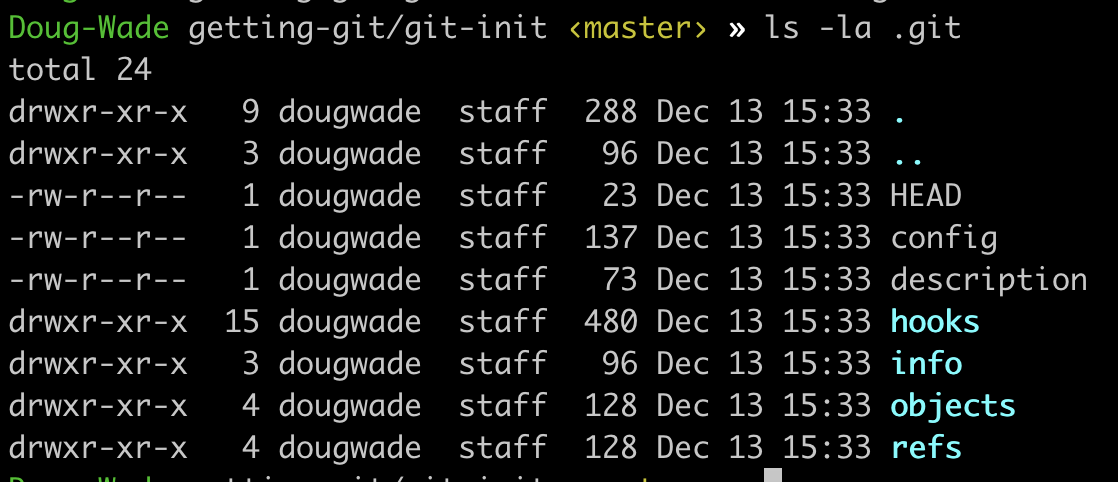 Doug-Wade getting-git/git-init <master> » ls -la .git
total 24
drwxr-xr-x   9 dougwade  staff  288 Dec 13 15:33 .
drwxr-xr-x   3 dougwade  staff   96 Dec 13 15:33 ..
-rw-r--r--   1 dougwade  staff   23 Dec 13 15:33 HEAD
-rw-r--r--   1 dougwade  staff  137 Dec 13 15:33 config
-rw-r--r--   1 dougwade  staff   73 Dec 13 15:33 description
drwxr-xr-x  15 dougwade  staff  480 Dec 13 15:33 hooks
drwxr-xr-x   3 dougwade  staff   96 Dec 13 15:33 info
drwxr-xr-x   4 dougwade  staff  128 Dec 13 15:33 objects
drwxr-xr-x   4 dougwade  staff  128 Dec 13 15:33 refs